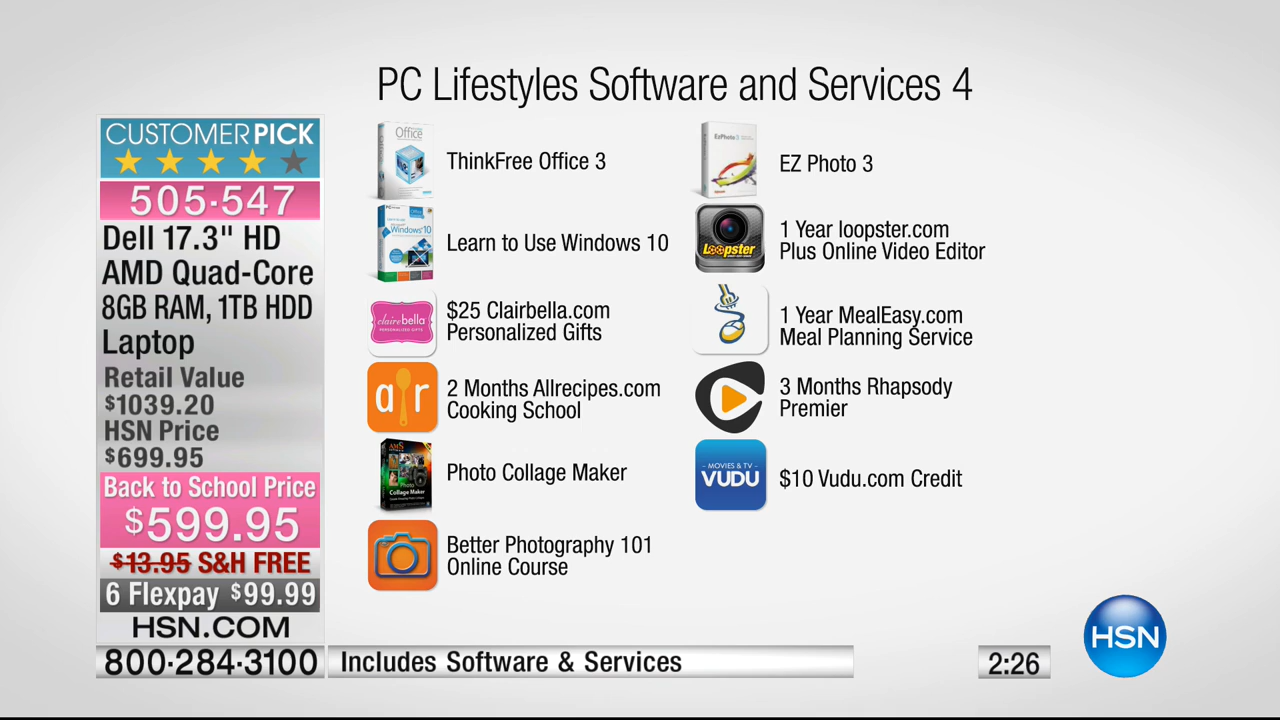 PC Lifestyles Software and Services 4
CUSTOMER PICK
505·547
Dell 17.3" HD
AMD Quad-Core
8GB RAM, 1TB HDD
Laptop
Retail Value
$1039.20
HSN Price
$699.95
Back to School Price
$599.95
$13.95 S&H FREE
6 Flexpay $99.99
HSN.COM
800·284·3100
Office
ThinkFree Office 3
Windows 10
Learn to Use Windows 10
clairebella
PERSONALIZED GIFTS
$25 Clairbella.com
Personalized Gifts
a r
2 Months Allrecipes.com
Cooking School
AMS
Photo
Collage Maker
Photo Collage Maker
Better Photography 101
Online Course
EzPhoto 3
EZ Photo 3
Loopster
1 Year loopster.com
Plus Online Video Editor
1 Year MealEasy.com
Meal Planning Service
3 Months Rhapsody
Premier
- MOVIES & TV -
VUDU
$10 Vudu.com Credit
Includes Software & Services
2:26
HSN